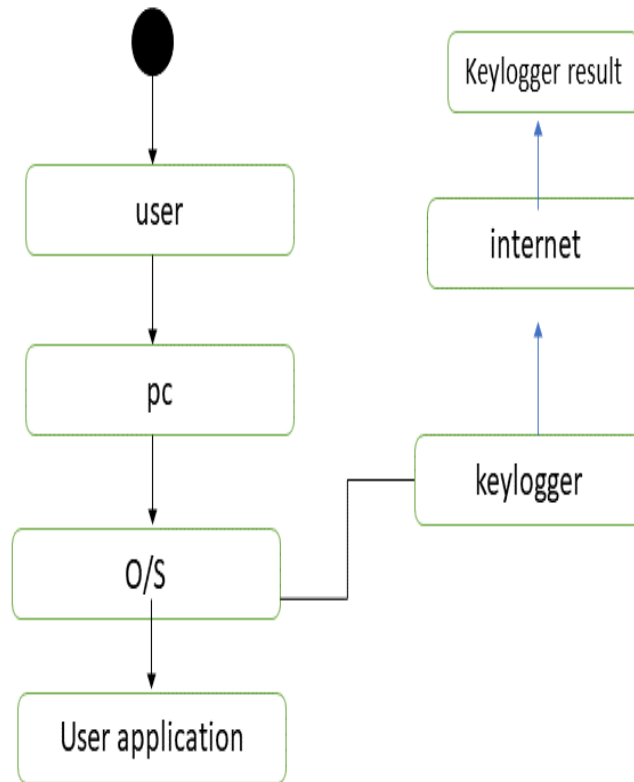 Keylogger result
user
internet
pc
keylogger
O/S
User application